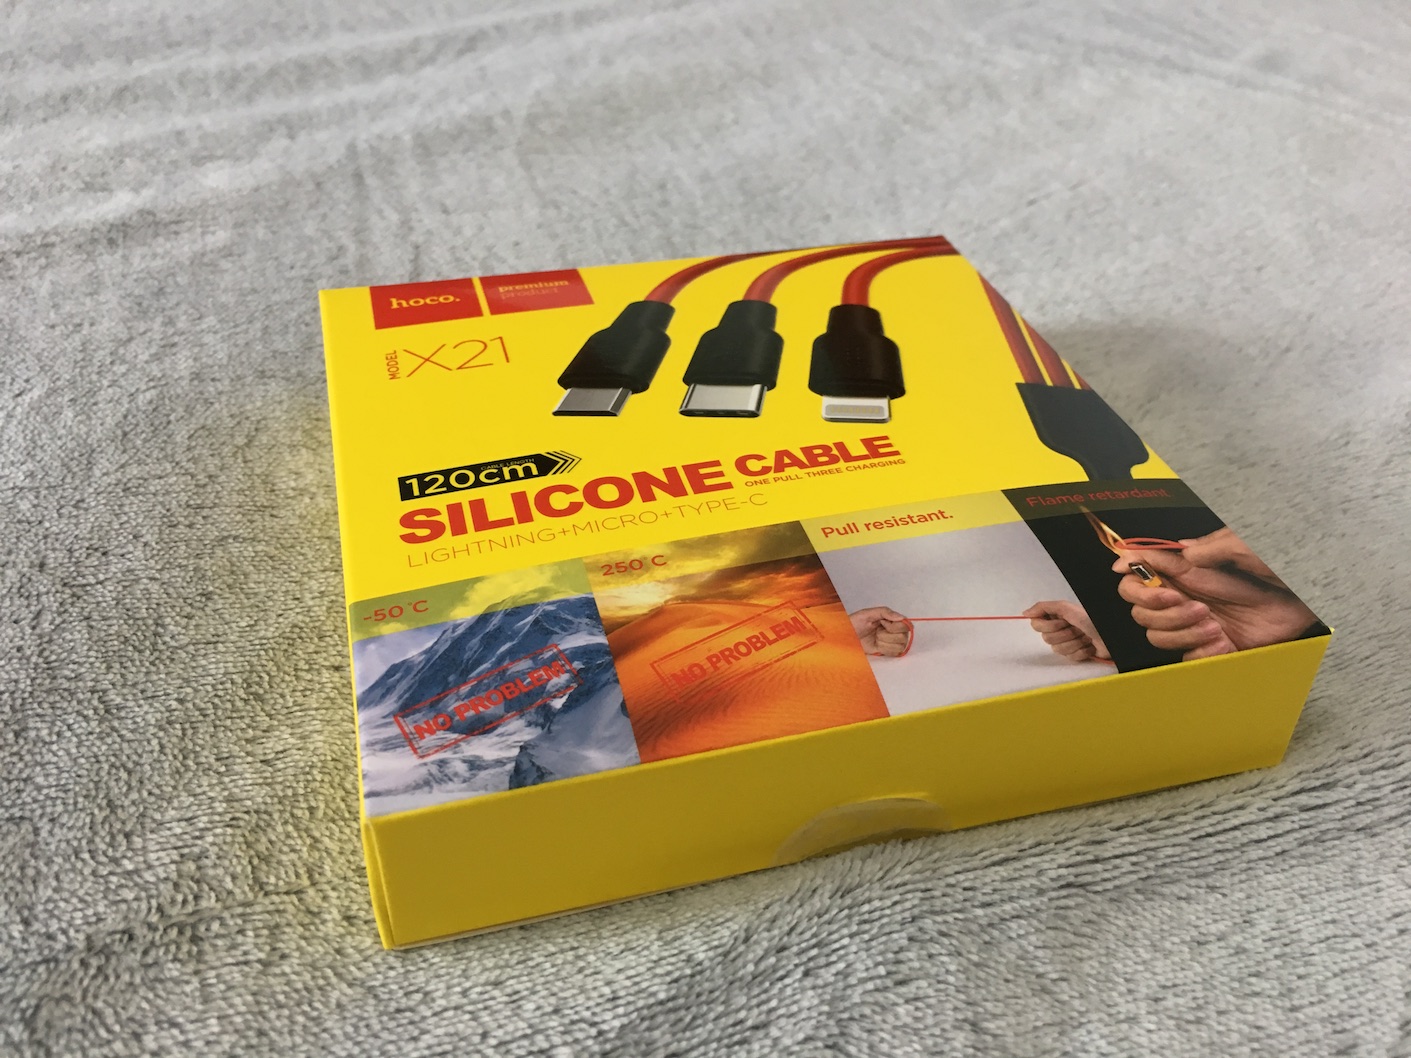 hoco.
premium
product
MODEL
X21
120cm
CABLE LENGTH
SILICONE CABLE
ONE PULL THREE CHARGING
LIGHTNING+MICRO+TYPE-C
-50°C
250°C
Pull resistant.
Flame retardant.
NO PROBLEM
NO PROBLEM